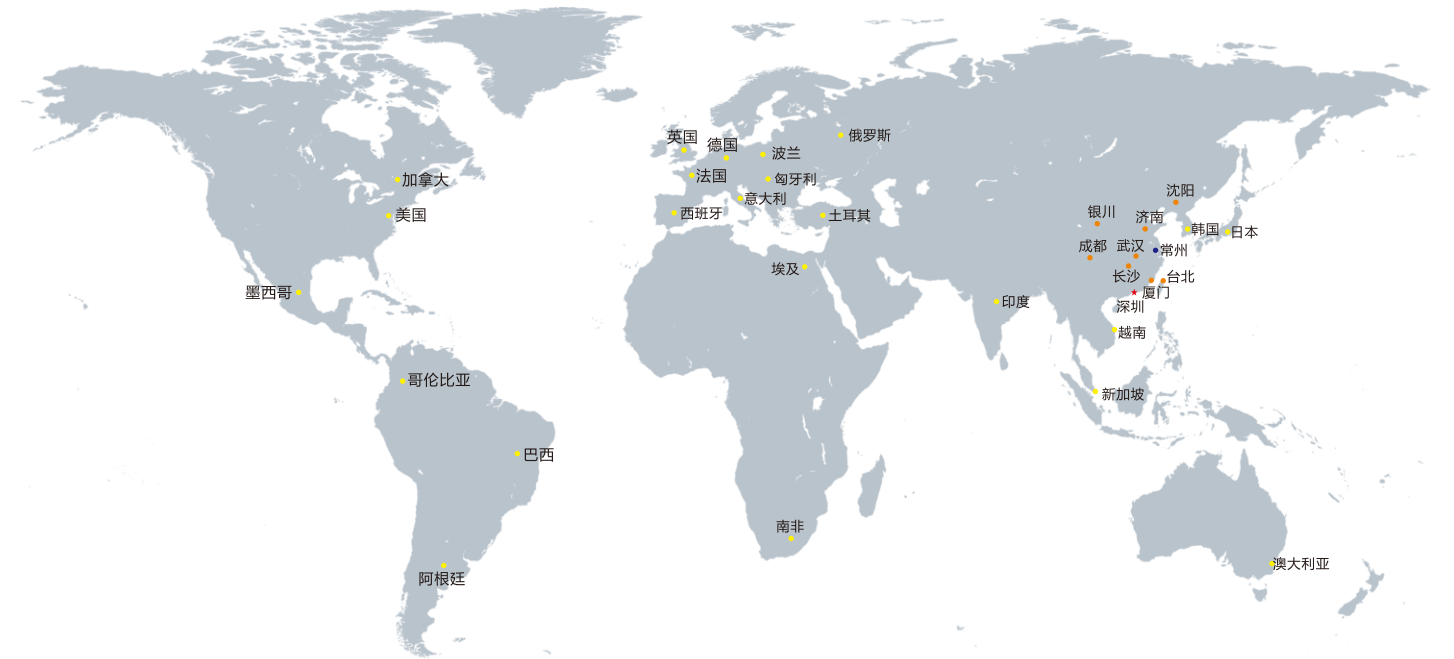 英国
德国
俄罗斯
波兰
加拿大
法国
匈牙利
沈阳
意大利
美国
西班牙
土耳其
银川
济南
韩国
日本
成都
武汉
常州
埃及
长沙
台北
墨西哥
厦门
印度
深圳
越南
哥伦比亚
新加坡
巴西
南非
澳大利亚
阿根廷